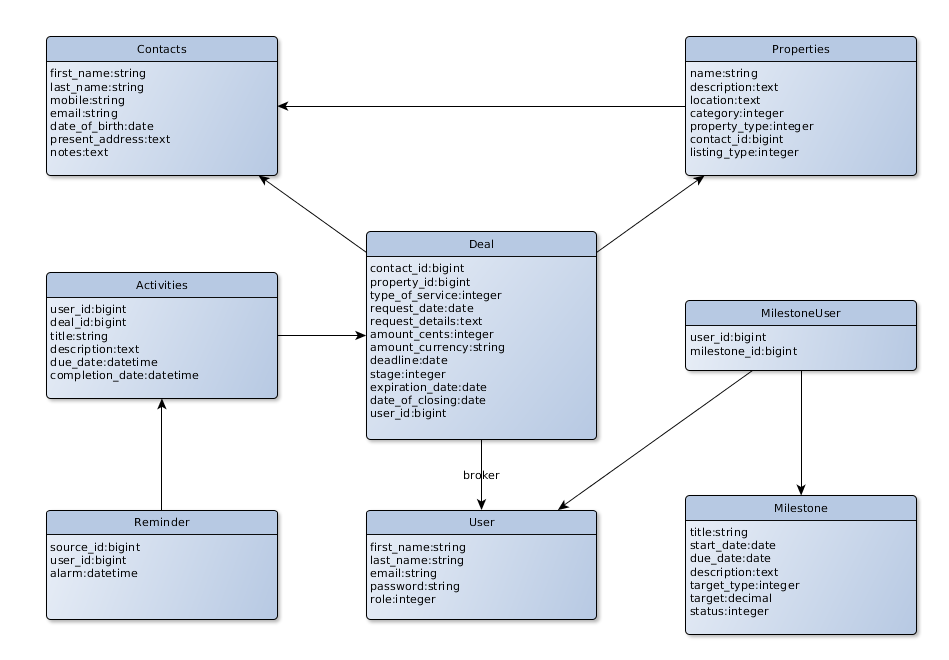 Contacts
first_name:string
last_name:string
mobile:string
email:string
date_of_birth:date
present_address:text
notes:text
Properties
name:string
description:text
location:text
category:integer
property_type:integer
contact_id:bigint
listing_type:integer
Deal
contact_id:bigint
property_id:bigint
type_of_service:integer
request_date:date
request_details:text
amount_cents:integer
amount_currency:string
deadline:date
stage:integer
expiration_date:date
date_of_closing:date
user_id:bigint
Activities
user_id:bigint
deal_id:bigint
title:string
description:text
due_date:datetime
completion_date:datetime
MilestoneUser
user_id:bigint
milestone_id:bigint
broker
Reminder
source_id:bigint
user_id:bigint
alarm:datetime
User
first_name:string
last_name:string
email:string
password:string
role:integer
Milestone
title:string
start_date:date
due_date:date
description:text
target_type:integer
target:decimal
status:integer